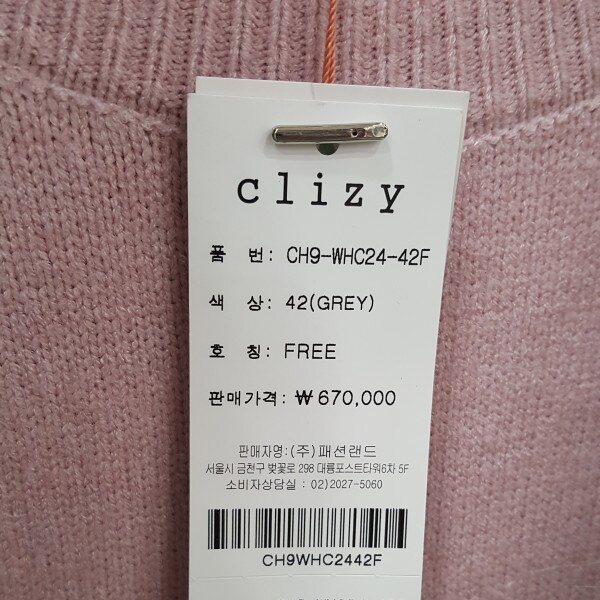 clizy
품 번: CH9-WHC24-42F
색 상: 42(GREY)
호 칭: FREE
판매가격: ₩670,000
판매자명:(주)패션랜드
서울시 금천구 벚꽃로 298 대륭포스트타워6차 5F
소비자상담실 : 02)2027-5060
CH9WHC2442F